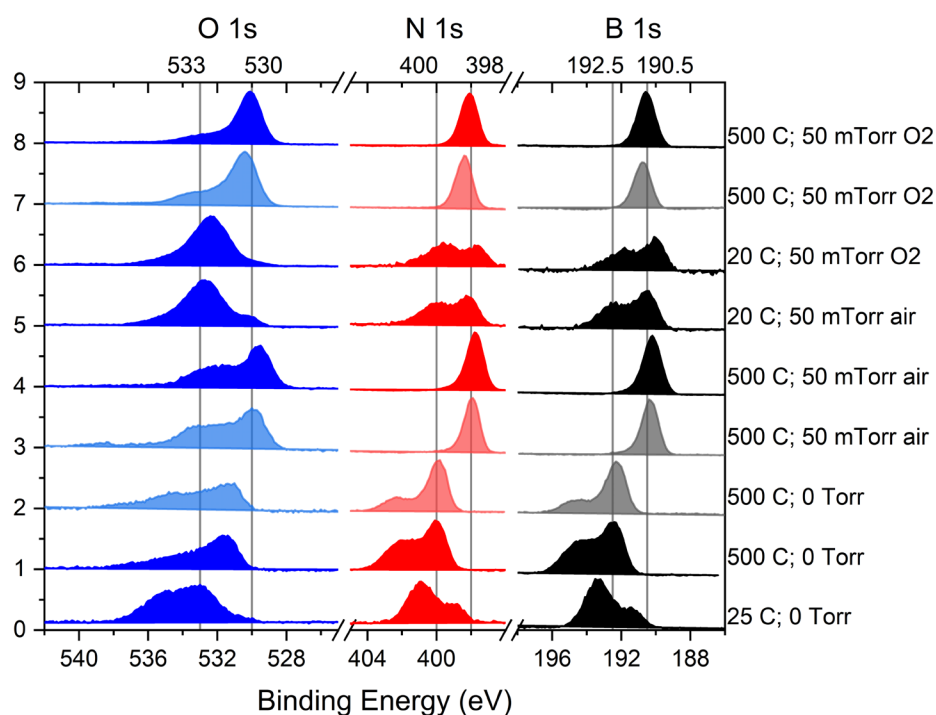 O 1s N 1s B 1s
533 530 400 398 192.5 190.5
9
8
7
6
5
4
3
2
1
0
500 C; 50 mTorr O2
500 C; 50 mTorr O2
20 C; 50 mTorr O2
20 C; 50 mTorr air
500 C; 50 mTorr air
500 C; 50 mTorr air
500 C; 0 Torr
500 C; 0 Torr
25 C; 0 Torr
540 536 532 528 404 400 196 192 188
Binding Energy (eV)